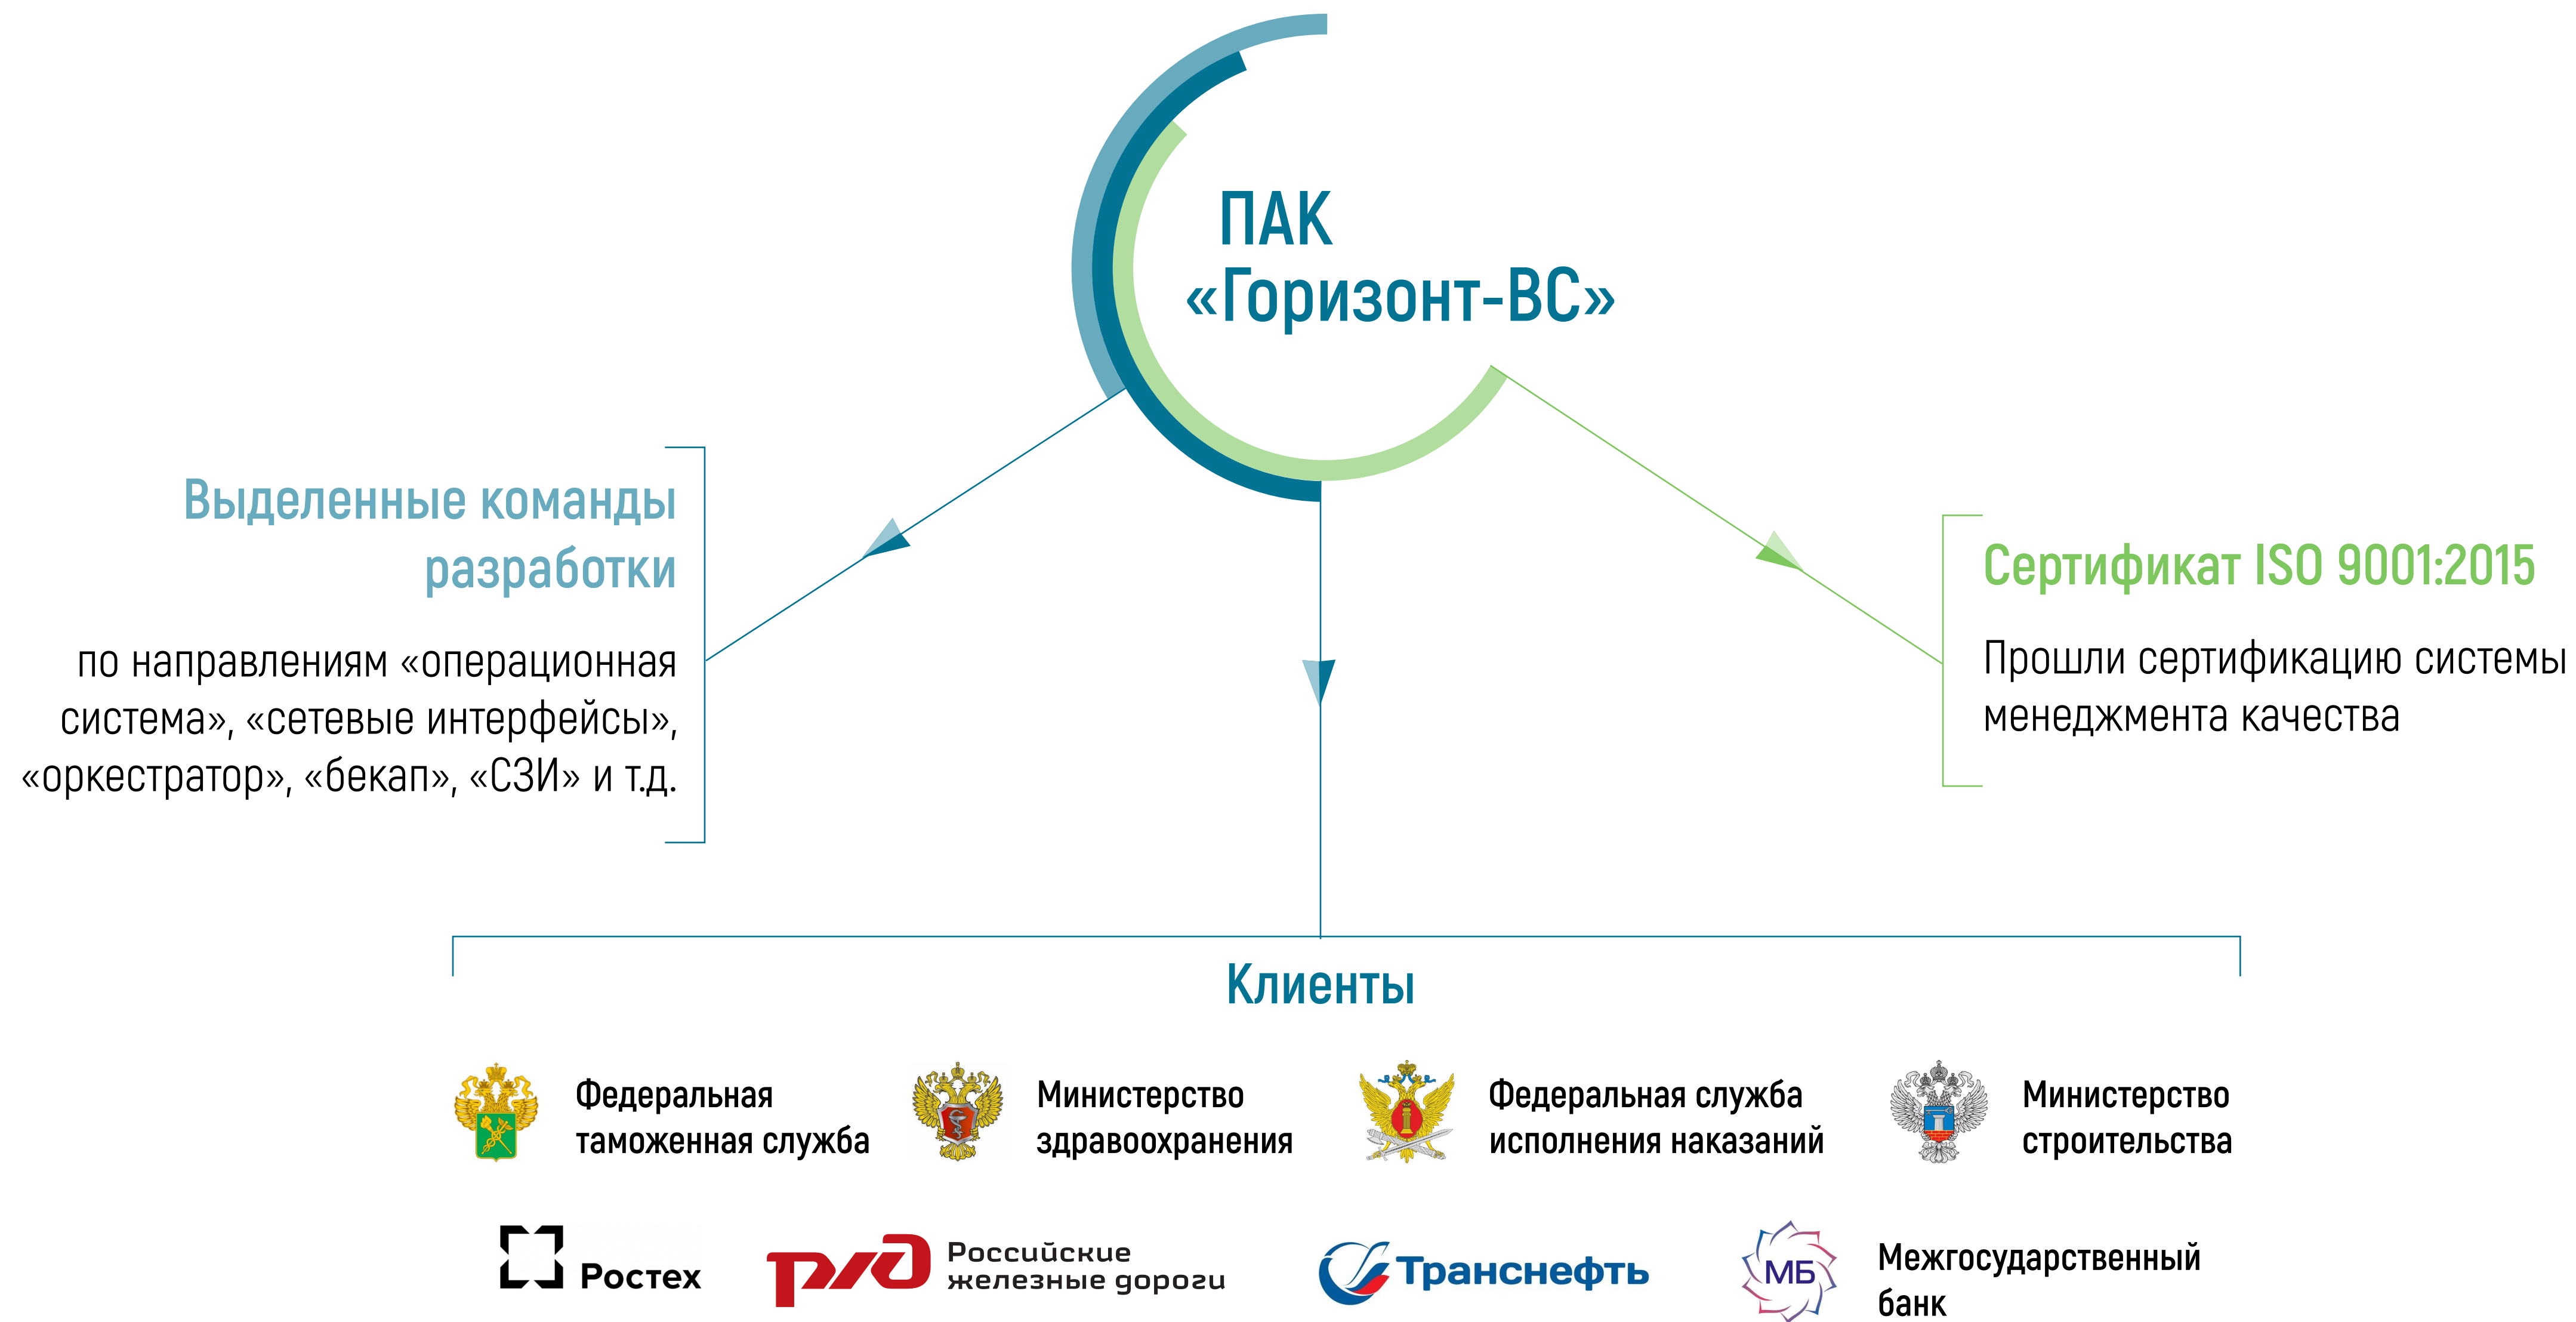 ПАК
«Горизонт-ВС»
Выделенные команды
разработки
по направлениям «операционная
система», «сетевые интерфейсы»,
«оркестратор», «бекап», «СЗИ» и т.д.
Сертификат ISO 9001:2015
Прошли сертификацию системы
менеджмента качества
Клиенты
Федеральная
таможенная служба
Министерство
здравоохранения
Федеральная служба
исполнения наказаний
Министерство
строительства
Ростех
ржд
Российские
железные дороги
Транснефть
МБ
Межгосударственный
банк